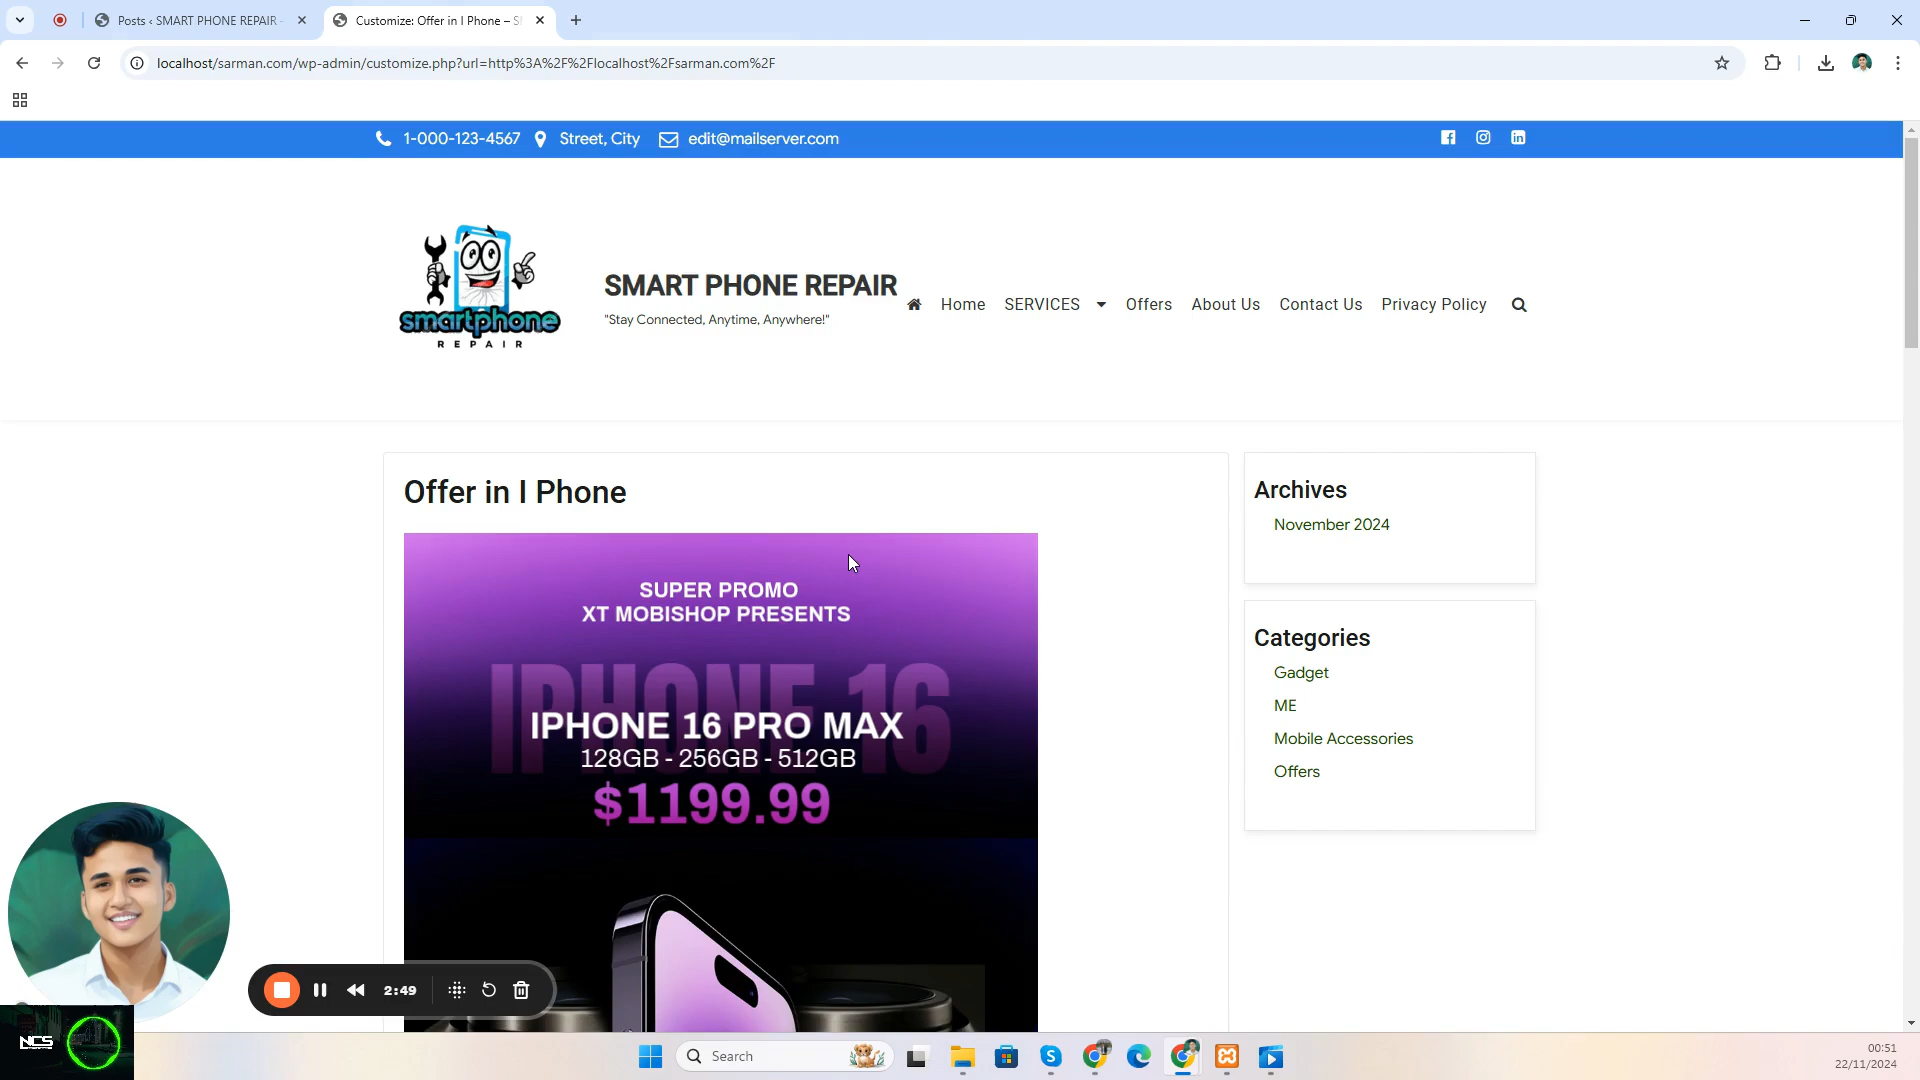 Posts ‹ SMART PHONE REPAIR -
Customize: Offer in I Phone – S
localhost/sarman.com/wp-admin/customize.php?url=http%3A%2F%2Flocalhost%2Fsarman.com%2F
1-000-123-4567 Street, City edit@mailserver.com
smartphone
REPAIR
SMART PHONE REPAIR
"Stay Connected, Anytime, Anywhere!"
Home SERVICES Offers About Us Contact Us Privacy Policy
Offer in I Phone
SUPER PROMO
XT MOBISHOP PRESENTS
IPHONE 16
IPHONE 16 PRO MAX
128GB - 256GB - 512GB
$1199.99
Archives
November 2024
Categories
Gadget
ME
Mobile Accessories
Offers
2:49
NCS
Search
00:51
22/11/2024